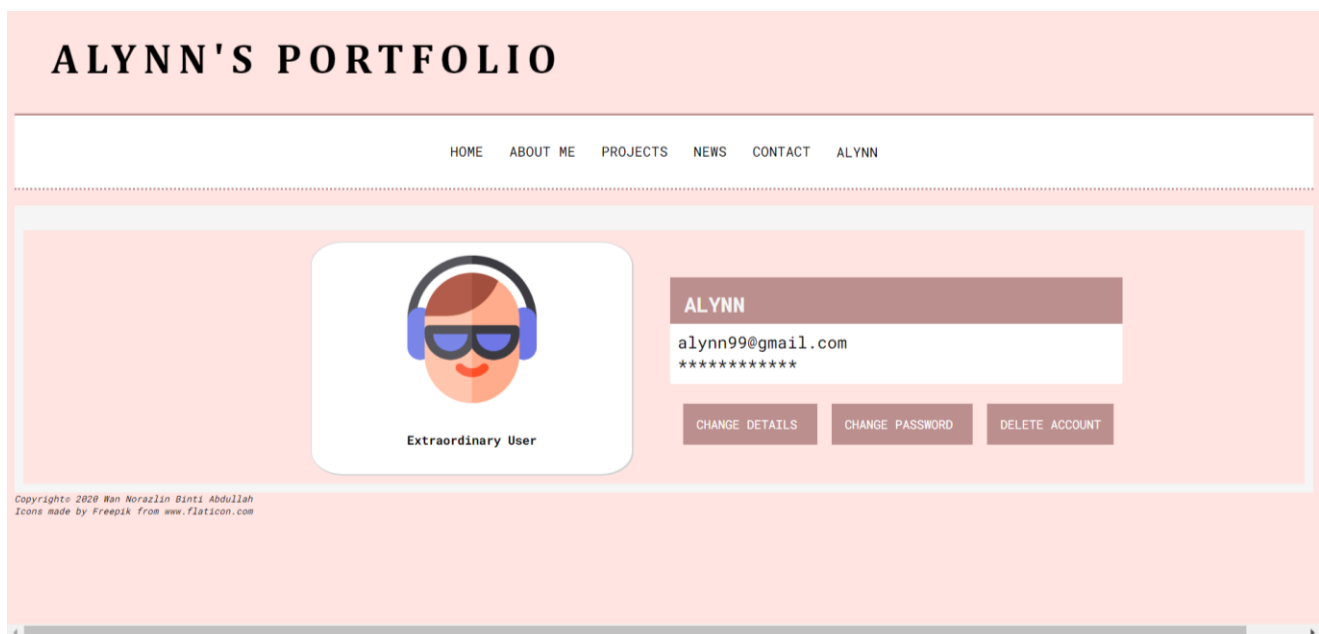 ALYNN'S PORTFOLIO
HOME ABOUT ME PROJECTS NEWS CONTACT ALYNN
Extraordinary User
ALYNN
alynn99@gmail.com
************
CHANGE DETAILS CHANGE PASSWORD DELETE ACCOUNT
Copyright© 2020 Wan Norazlin Binti Abdullah
Icons made by Freepik from www.flaticon.com